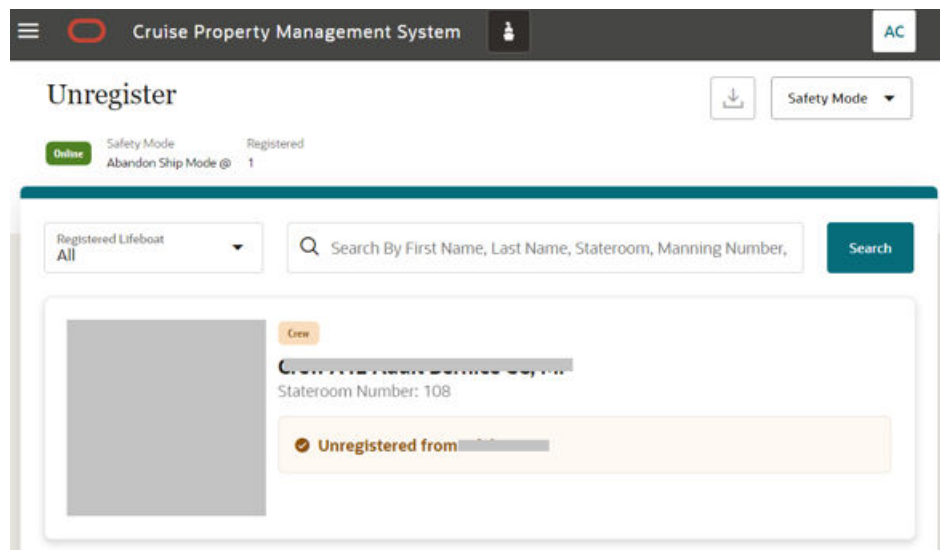 Cruise Property Management System
AC
Unregister
Safety Mode
Online
Safety Mode
Abandon Ship Mode @
Registered
1
Registered Lifeboat
All
Search By First Name, Last Name, Stateroom, Manning Number,
Search
Crew
Stateroom Number: 108
Unregistered from